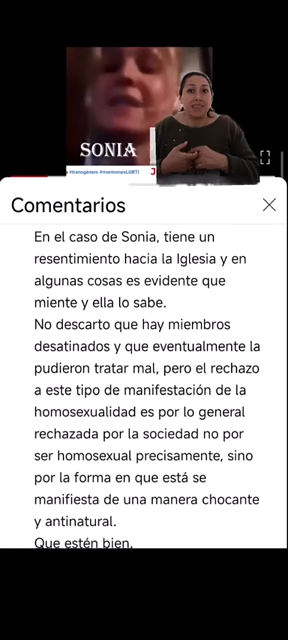 SONIA
#transgénero #mormonesLGBTI
Comentarios
En el caso de Sonia, tiene un
resentimiento hacia la Iglesia y en
algunas cosas es evidente que
miente y ella lo sabe.
No descarto que hay miembros
desatinados y que eventualmente la
pudieron tratar mal, pero el rechazo
a este tipo de manifestación de la
homosexualidad es por lo general
rechazada por la sociedad no por
ser homosexual precisamente, sino
por la forma en que está se
manifiesta de una manera chocante
y antinatural.
Que estén bien.